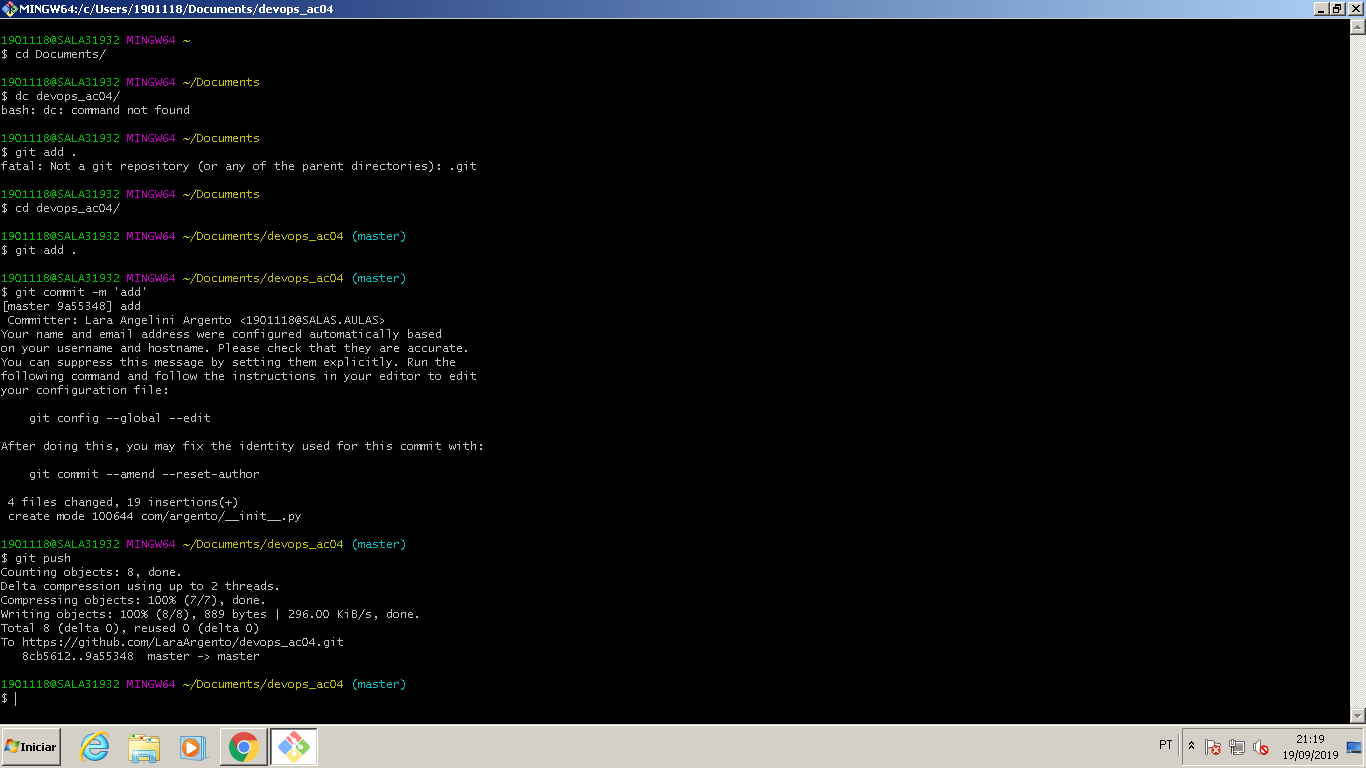 MINGW64:/c/Users/1901118/Documents/devops_ac04
1901118@SALA31932 MINGW64 ~
$ cd Documents/
1901118@SALA31932 MINGW64 ~/Documents
$ dc devops_ac04/
bash: dc: command not found
1901118@SALA31932 MINGW64 ~/Documents
$ git add .
fatal: Not a git repository (or any of the parent directories): .git
1901118@SALA31932 MINGW64 ~/Documents
$ cd devops_ac04/
1901118@SALA31932 MINGW64 ~/Documents/devops_ac04 (master)
$ git add .
1901118@SALA31932 MINGW64 ~/Documents/devops_ac04 (master)
$ git commit -m 'add'
[master 9a55348] add
 Committer: Lara Angelini Argento <1901118@SALAS.AULAS>
Your name and email address were configured automatically based
on your username and hostname. Please check that they are accurate.
You can suppress this message by setting them explicitly. Run the
following command and follow the instructions in your editor to edit
your configuration file:
    git config --global --edit
After doing this, you may fix the identity used for this commit with:
    git commit --amend --reset-author
 4 files changed, 19 insertions(+)
 create mode 100644 com/argento/__init__.py
1901118@SALA31932 MINGW64 ~/Documents/devops_ac04 (master)
$ git push
Counting objects: 8, done.
Delta compression using up to 2 threads.
Compressing objects: 100% (7/7), done.
Writing objects: 100% (8/8), 889 bytes | 296.00 KiB/s, done.
Total 8 (delta 0), reused 0 (delta 0)
To https://github.com/LaraArgento/devops_ac04.git
   8cb5612..9a55348  master -> master
1901118@SALA31932 MINGW64 ~/Documents/devops_ac04 (master)
$
Iniciar
PT
21:19
19/09/2019